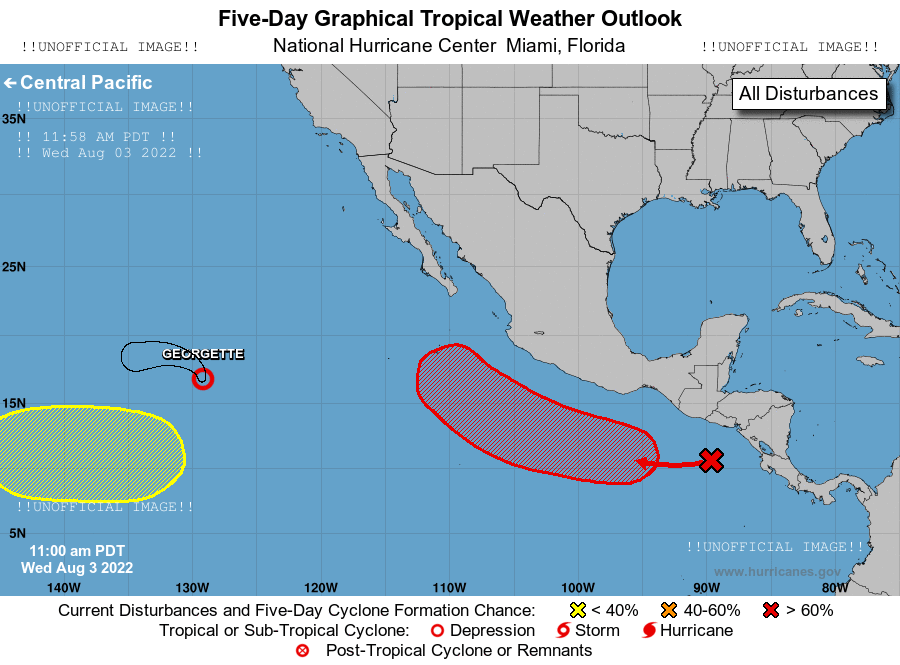 Five-Day Graphical Tropical Weather Outlook
!!UNOFFICIAL IMAGE!! National Hurricane Center Miami, Florida !!UNOFFICIAL IMAGE!!
← Central Pacific
All Disturbances
!!UNOFFICIAL IMAGE!!
35N
!! 11:58 AM PDT !!
!! Wed Aug 03 2022 !!
25N
GEORGETTE
15N
!!UNOFFICIAL IMAGE!!
5N
11:00 am PDT
Wed Aug 3 2022
!!UNOFFICIAL IMAGE!!
www.hurricanes.gov
140W 130W 120W 110W 100W 90W 80W
Current Disturbances and Five-Day Cyclone Formation Chance: < 40% 40-60% > 60%
Tropical or Sub-Tropical Cyclone: Depression Storm Hurricane
Post-Tropical Cyclone or Remnants